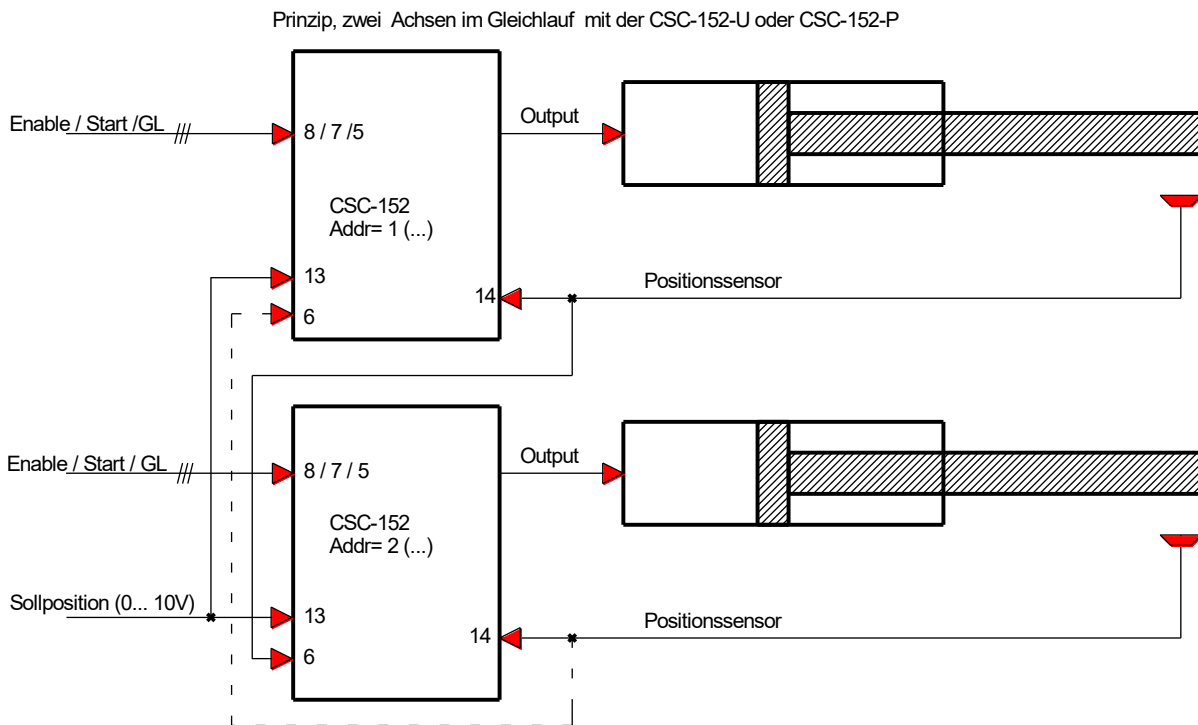 Prinzip, zwei Achsen im Gleichlauf mit der CSC-152-U oder CSC-152-P
Enable / Start /GL
8 / 7 /5
Output
CSC-152
Addr= 1 (...)
13
6
14
Positionssensor
Enable / Start / GL
8 / 7 / 5
Output
CSC-152
Addr= 2 (...)
Sollposition (0... 10V)
13
6
14
Positionssensor